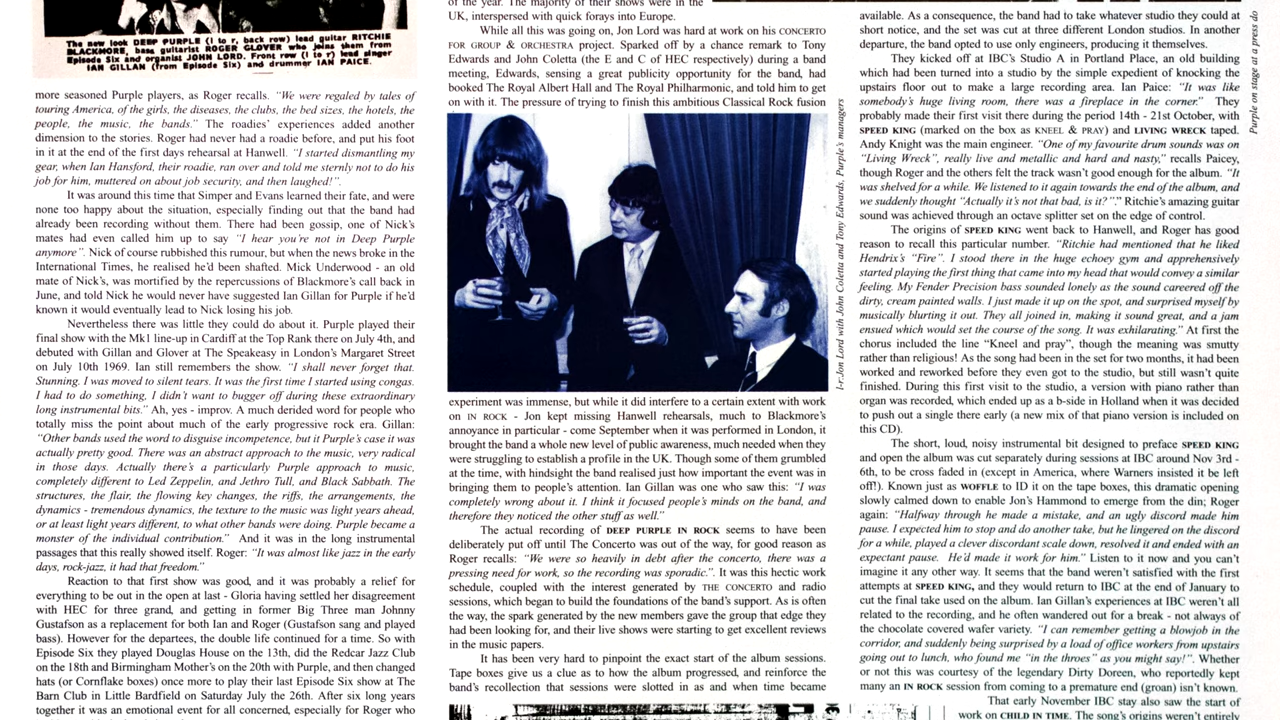 The new look DEEP PURPLE (l to r, back row) lead guitar RITCHIE
BLACKMORE, bass guitarist ROGER GLOVER who joins them from
Episode Six and organist JOHN LORD. Front row (l to r) lead singer
IAN GILLAN (from Episode Six) and drummer IAN PAICE.
more seasoned Purple players, as Roger recalls. "We were regaled by tales of
touring America, of the girls, the diseases, the clubs, the bed sizes, the hotels, the
people, the music, the bands." The roadies' experiences added another
dimension to the stories. Roger had never had a roadie before, and put his foot
in it at the end of the first days rehearsal at Hanwell. "I started dismantling my
gear, when Ian Hansford, their roadie, ran over and told me sternly not to do his
job for him, muttered on about job security, and then laughed!".
It was around this time that Simper and Evans learned their fate, and were
none too happy about the situation, especially finding out that the band had
already been recording without them. There had been gossip, one of Nick's
mates had even called him up to say "I hear you're not in Deep Purple
anymore". Nick of course rubbished this rumour, but when the news broke in the
International Times, he realised he'd been shafted. Mick Underwood - an old
mate of Nick's, was mortified by the repercussions of Blackmore's call back in
June, and told Nick he would never have suggested Ian Gillan for Purple if he'd
known it would eventually lead to Nick losing his job.
Nevertheless there was little they could do about it. Purple played their
final show with the Mk1 line-up in Cardiff at the Top Rank there on July 4th, and
debuted with Gillan and Glover at The Speakeasy in London's Margaret Street
on July 10th 1969. Ian still remembers the show. "I shall never forget that.
Stunning. I was moved to silent tears. It was the first time I started using congas.
I had to do something, I didn't want to bugger off during these extraordinary
long instrumental bits." Ah, yes - improv. A much derided word for people who
totally miss the point about much of the early progressive rock era. Gillan:
"Other bands used the word to disguise incompetence, but it Purple's case it was
actually pretty good. There was an abstract approach to the music, very radical
in those days. Actually there's a particularly Purple approach to music,
completely different to Led Zeppelin, and Jethro Tull, and Black Sabbath. The
structures, the flair, the flowing key changes, the riffs, the arrangements, the
dynamics - tremendous dynamics, the texture to the music was light years ahead,
or at least light years different, to what other bands were doing. Purple became a
monster of the individual contribution." And it was in the long instrumental
passages that this really showed itself. Roger: "It was almost like jazz in the early
days, rock-jazz, it had that freedom."
Reaction to that first show was good, and it was probably a relief for
everything to be out in the open at last - Gloria having settled her disagreement
with HEC for three grand, and getting in former Big Three man Johnny
Gustafson as a replacement for both Ian and Roger (Gustafson sang and played
bass). However for the departees, the double life continued for a time. So with
Episode Six they played Douglas House on the 13th, did the Redcar Jazz Club
on the 18th and Birmingham Mother's on the 20th with Purple, and then changed
hats (or Cornflake boxes) once more to play their last Episode Six show at The
Barn Club in Little Bardfield on Saturday July the 26th. After six long years
together it was an emotional event for all concerned, especially for Roger who
of the year. The majority of their shows were in the
UK, interspersed with quick forays into Europe.
While all this was going on, Jon Lord was hard at work on his CONCERTO
FOR GROUP & ORCHESTRA project. Sparked off by a chance remark to Tony
Edwards and John Coletta (the E and C of HEC respectively) during a band
meeting, Edwards, sensing a great publicity opportunity for the band, had
booked The Royal Albert Hall and The Royal Philharmonic, and told him to get
on with it. The pressure of trying to finish this ambitious Classical Rock fusion
l-r: Jon Lord with John Coletta and Tony Edwards, Purple's managers
experiment was immense, but while it did interfere to a certain extent with work
on IN ROCK - Jon kept missing Hanwell rehearsals, much to Blackmore's
annoyance in particular - come September when it was performed in London, it
brought the band a whole new level of public awareness, much needed when they
were struggling to establish a profile in the UK. Though some of them grumbled
at the time, with hindsight the band realised just how important the event was in
bringing them to people's attention. Ian Gillan was one who saw this: "I was
completely wrong about it. I think it focused people's minds on the band, and
therefore they noticed the other stuff as well."
The actual recording of DEEP PURPLE IN ROCK seems to have been
deliberately put off until The Concerto was out of the way, for good reason as
Roger recalls: "We were so heavily in debt after the concerto, there was a
pressing need for work, so the recording was sporadic.". It was this hectic work
schedule, coupled with the interest generated by THE CONCERTO and radio
sessions, which began to build the foundations of the band's support. As is often
the way, the spark generated by the new members gave the group that edge they
had been looking for, and their live shows were starting to get excellent reviews
in the music papers.
It has been very hard to pinpoint the exact start of the album sessions.
Tape boxes give us a clue as to how the album progressed, and reinforce the
band's recollection that sessions were slotted in as and when time became
available. As a consequence, the band had to take whatever studio they could at
short notice, and the set was cut at three different London studios. In another
departure, the band opted to use only engineers, producing it themselves.
They kicked off at IBC's Studio A in Portland Place, an old building
which had been turned into a studio by the simple expedient of knocking the
upstairs floor out to make a large recording area. Ian Paice: "It was like
somebody's huge living room, there was a fireplace in the corner." They
probably made their first visit there during the period 14th - 21st October, with
SPEED KING (marked on the box as KNEEL & PRAY) and LIVING WRECK taped.
Andy Knight was the main engineer. "One of my favourite drum sounds was on
"Living Wreck", really live and metallic and hard and nasty," recalls Paicey,
though Roger and the others felt the track wasn't good enough for the album. "It
was shelved for a while. We listened to it again towards the end of the album, and
we suddenly thought "Actually it's not that bad, is it?"." Ritchie's amazing guitar
sound was achieved through an octave splitter set on the edge of control.
The origins of SPEED KING went back to Hanwell, and Roger has good
reason to recall this particular number. "Ritchie had mentioned that he liked
Hendrix's "Fire". I stood there in the huge echoey gym and apprehensively
started playing the first thing that came into my head that would convey a similar
feeling. My Fender Precision bass sounded lonely as the sound careered off the
dirty, cream painted walls. I just made it up on the spot, and surprised myself by
musically blurting it out. They all joined in, making it sound great, and a jam
ensued which would set the course of the song. It was exhilarating." At first the
chorus included the line "Kneel and pray", though the meaning was smutty
rather than religious! As the song had been in the set for two months, it had been
worked and reworked before they even got to the studio, but still wasn't quite
finished. During this first visit to the studio, a version with piano rather than
organ was recorded, which ended up as a b-side in Holland when it was decided
to push out a single there early (a new mix of that piano version is included on
this CD).
The short, loud, noisy instrumental bit designed to preface SPEED KING
and open the album was cut separately during sessions at IBC around Nov 3rd -
6th, to be cross faded in (except in America, where Warners insisted it be left
off!). Known just as WOFFLE to ID it on the tape boxes, this dramatic opening
slowly calmed down to enable Jon's Hammond to emerge from the din; Roger
again: "Halfway through he made a mistake, and an ugly discord made him
pause. I expected him to stop and do another take, but he lingered on the discord
for a while, played a clever discordant scale down, resolved it and ended with an
expectant pause. He'd made it work for him." Listen to it now and you can't
imagine it any other way. It seems that the band weren't satisfied with the first
attempts at SPEED KING, and they would return to IBC at the end of January to
cut the final take used on the album. Ian Gillan's experiences at IBC weren't all
related to the recording, and he often wandered out for a break - not always of
the chocolate covered wafer variety. "I can remember getting a blowjob in the
corridor, and suddenly being surprised by a load of office workers from upstairs
going out to lunch, who found me "in the throes" as you might say!". Whether
or not this was courtesy of the legendary Dirty Doreen, who reportedly kept
many an IN ROCK session from coming to a premature end (groan) isn't known.
That early November IBC stay also saw the start of
work on CHILD IN TIME. The song's origins weren't entirely
Purple on stage at a press do